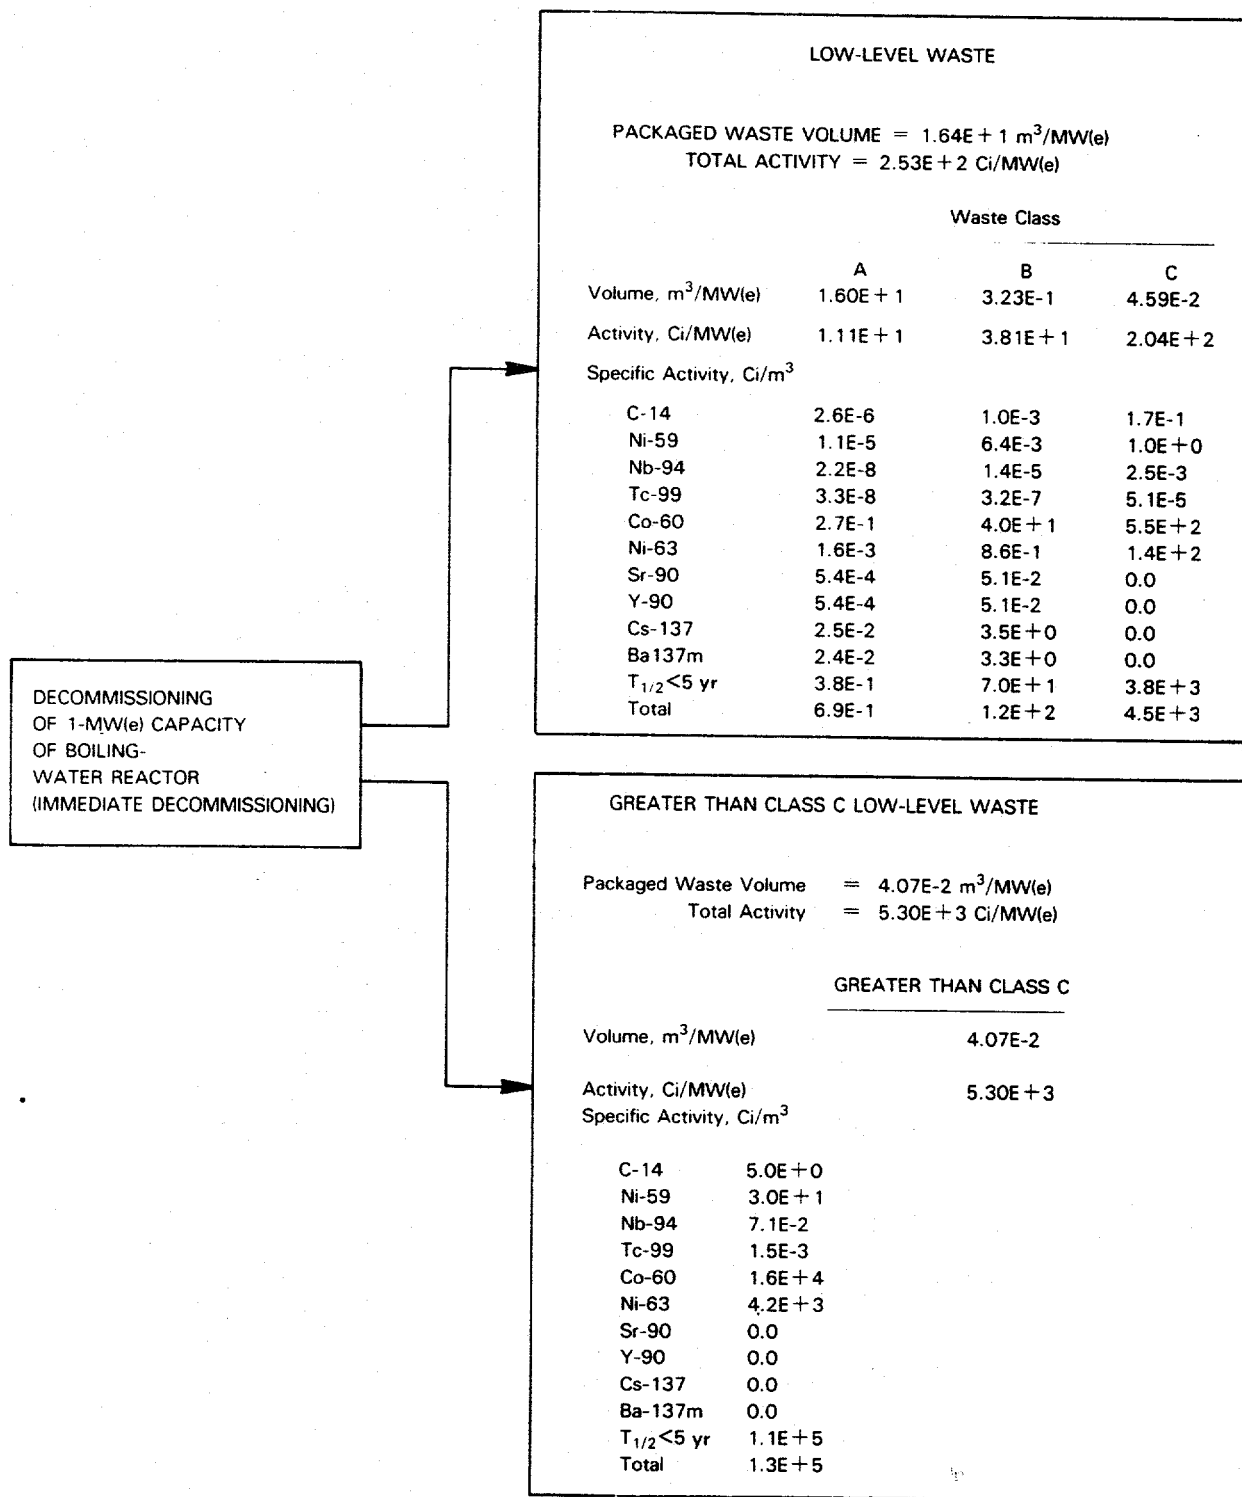 LOW-LEVEL WASTE
PACKAGED WASTE VOLUME = 1.64E+1 m³/MW(e)
TOTAL ACTIVITY = 2.53E+2 Ci/MW(e)
Waste Class
A B C
Volume, m³/MW(e) 1.60E+1 3.23E-1 4.59E-2
Activity, Ci/MW(e) 1.11E+1 3.81E+1 2.04E+2
Specific Activity, Ci/m³
C-14 2.6E-6 1.0E-3 1.7E-1
Ni-59 1.1E-5 6.4E-3 1.0E+0
Nb-94 2.2E-8 1.4E-5 2.5E-3
Tc-99 3.3E-8 3.2E-7 5.1E-5
Co-60 2.7E-1 4.0E+1 5.5E+2
Ni-63 1.6E-3 8.6E-1 1.4E+2
Sr-90 5.4E-4 5.1E-2 0.0
Y-90 5.4E-4 5.1E-2 0.0
Cs-137 2.5E-2 3.5E+0 0.0
Ba137m 2.4E-2 3.3E+0 0.0
T1/2<5 yr 3.8E-1 7.0E+1 3.8E+3
Total 6.9E-1 1.2E+2 4.5E+3
DECOMMISSIONING
OF 1-MW(e) CAPACITY
OF BOILING-
WATER REACTOR
(IMMEDIATE DECOMMISSIONING)
GREATER THAN CLASS C LOW-LEVEL WASTE
Packaged Waste Volume = 4.07E-2 m³/MW(e)
Total Activity = 5.30E+3 Ci/MW(e)
GREATER THAN CLASS C
Volume, m³/MW(e) 4.07E-2
Activity, Ci/MW(e) 5.30E+3
Specific Activity, Ci/m³
C-14 5.0E+0
Ni-59 3.0E+1
Nb-94 7.1E-2
Tc-99 1.5E-3
Co-60 1.6E+4
Ni-63 4.2E+3
Sr-90 0.0
Y-90 0.0
Cs-137 0.0
Ba-137m 0.0
T1/2<5 yr 1.1E+5
Total 1.3E+5